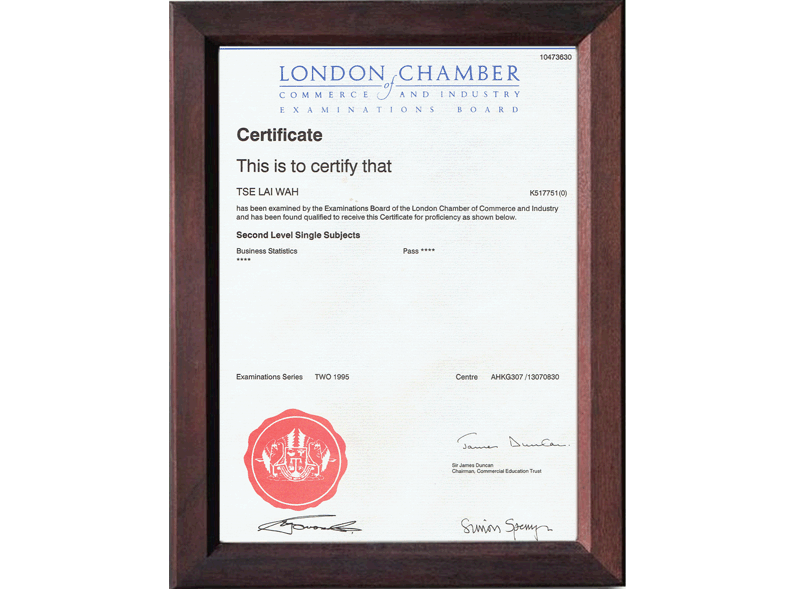 10473630
LONDON of CHAMBER
COMMERCE AND INDUSTRY
EXAMINATIONS BOARD
Certificate
This is to certify that
TSE LAI WAH K517751(0)
has been examined by the Examinations Board of the London Chamber of Commerce and Industry
and has been found qualified to receive this Certificate for proficiency as shown below.
Second Level Single Subjects
Business Statistics Pass ****
****
Examinations Series TWO 1995 Centre AHKG307 /13070830
James Duncan
Sir James Duncan
Chairman, Commercial Education Trust